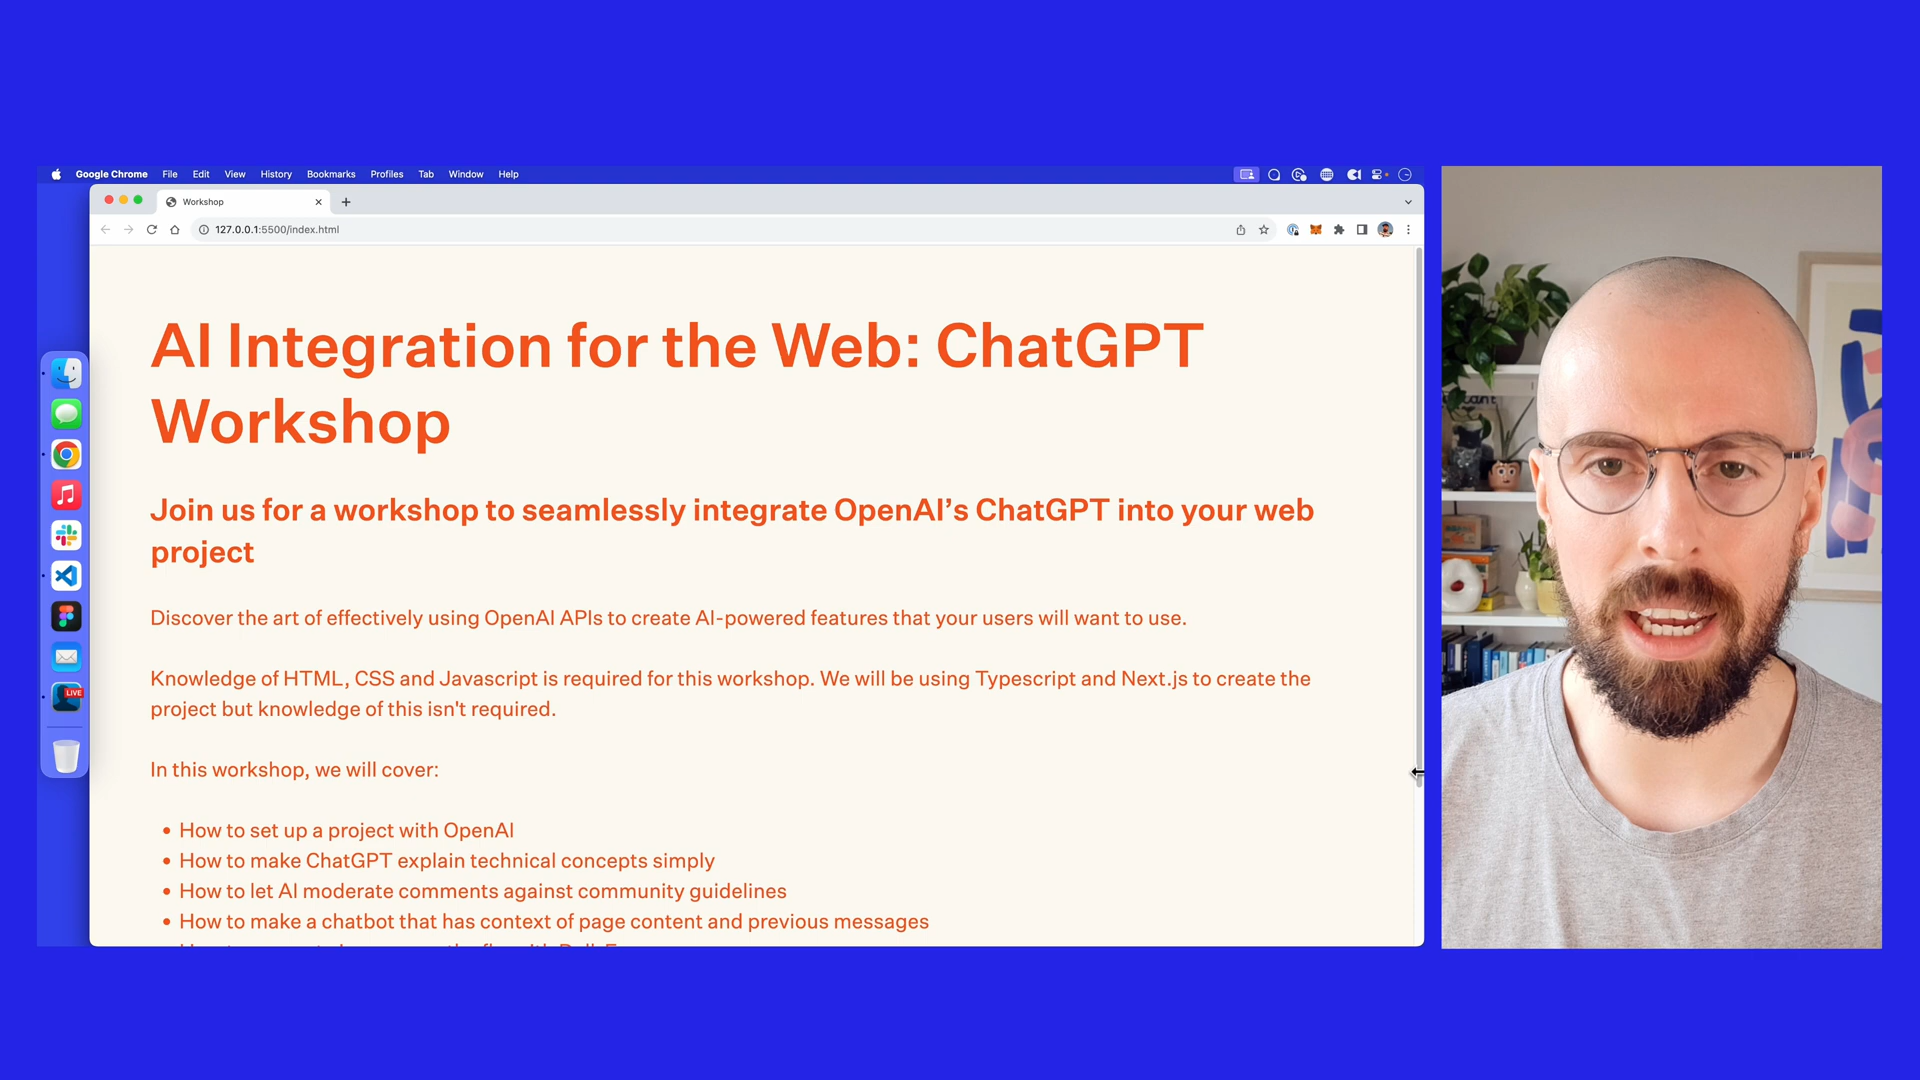 Google Chrome File Edit View History Bookmarks Profiles Tab Window Help
Workshop
127.0.0.1:5500/index.html
AI Integration for the Web: ChatGPT
Workshop
Join us for a workshop to seamlessly integrate OpenAI’s ChatGPT into your web
project
Discover the art of effectively using OpenAI APIs to create AI-powered features that your users will want to use.
Knowledge of HTML, CSS and Javascript is required for this workshop. We will be using Typescript and Next.js to create the
project but knowledge of this isn't required.
In this workshop, we will cover:
LIVE
• How to set up a project with OpenAI
• How to make ChatGPT explain technical concepts simply
• How to let AI moderate comments against community guidelines
• How to make a chatbot that has context of page content and previous messages